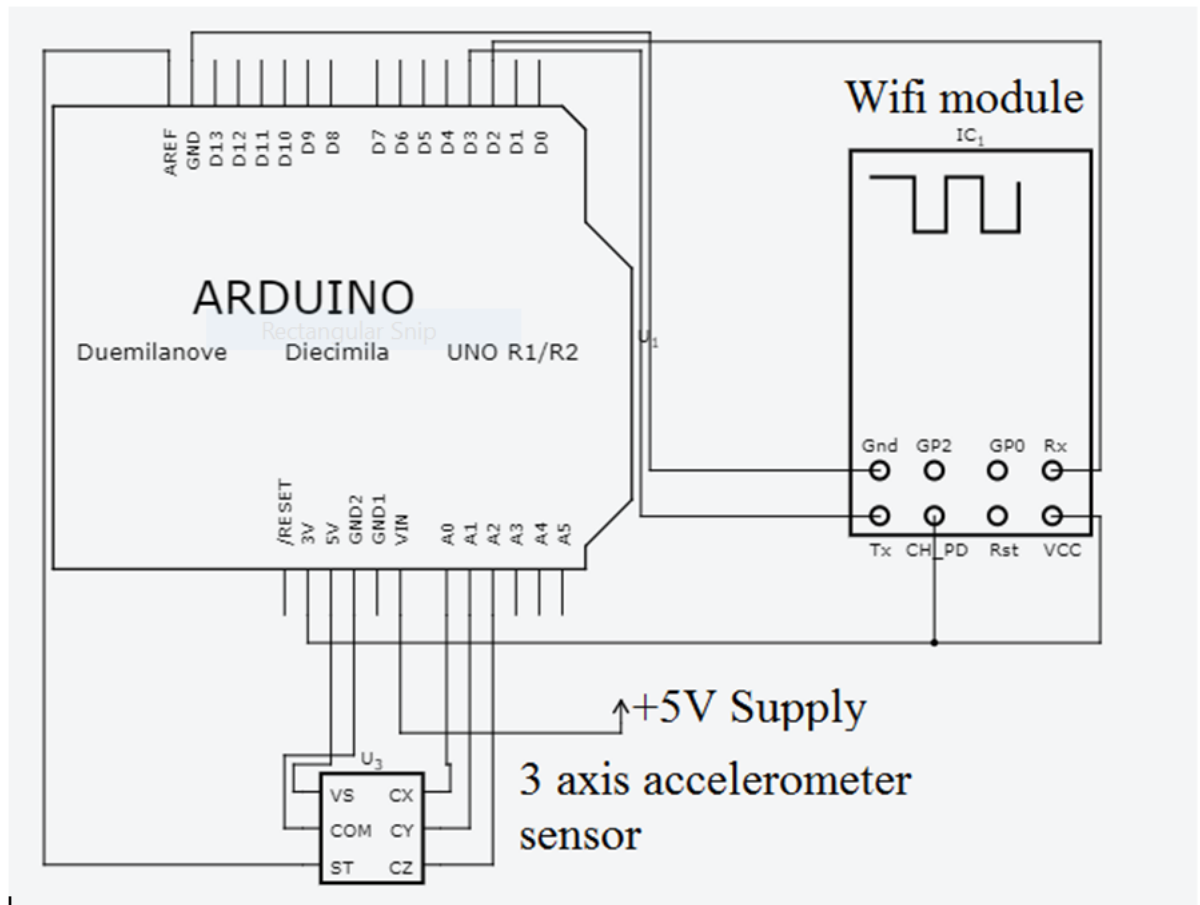 Wifi module
IC1
AREF
GND
D13
D12
D11
D10
D9
D8
D7
D6
D5
D4
D3
D2
D1
D0
ARDUINO
Rectangular Snip
Duemilanove Diecimila UNO R1/R2
U1
Gnd GP2 GP0 Rx
Tx CH_PD Rst VCC
/RESET
3V
5V
GND2
GND1
VIN
A0
A1
A2
A3
A4
A5
+5V Supply
U3
VS CX
COM CY
ST CZ
3 axis accelerometer
sensor